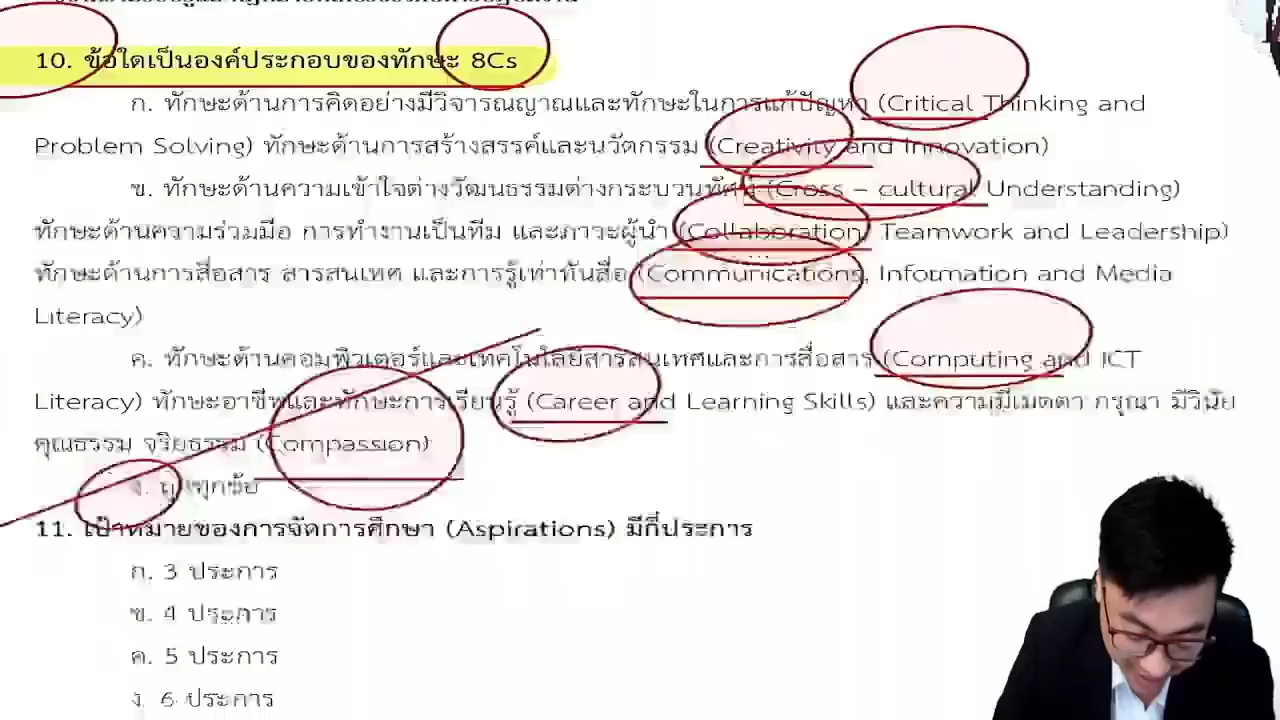 10. ข้อใดเป็นองค์ประกอบของทักษะ 8Cs
ก. ทักษะด้านการคิดอย่างมีวิจารณญาณและทักษะในการแก้ปัญหา (Critical Thinking and
Problem Solving) ทักษะด้านการสร้างสรรค์และนวัตกรรม (Creativity and Innovation)
ข. ทักษะด้านความเข้าใจต่างวัฒนธรรมต่างกระบวนทัศน์ (Cross – cultural Understanding)
ทักษะด้านความร่วมมือ การทำงานเป็นทีม และภาวะผู้นำ (Collaboration, Teamwork and Leadership)
ทักษะด้านการสื่อสาร สารสนเทศ และการรู้เท่าทันสื่อ (Communications, Information and Media
Literacy)
ค. ทักษะด้านคอมพิวเตอร์และเทคโนโลยีสารสนเทศและการสื่อสาร (Computing and ICT
Literacy) ทักษะอาชีพและทักษะการเรียนรู้ (Career and Learning Skills) และความมีเมตตา กรุณา มีวินัย
คุณธรรม จริยธรรม (Compassion)
ง. ถูกทุกข้อ
11. เป้าหมายของการจัดการศึกษา (Aspirations) มีกี่ประการ
ก. 3 ประการ
ข. 4 ประการ
ค. 5 ประการ
ง. 6 ประการ